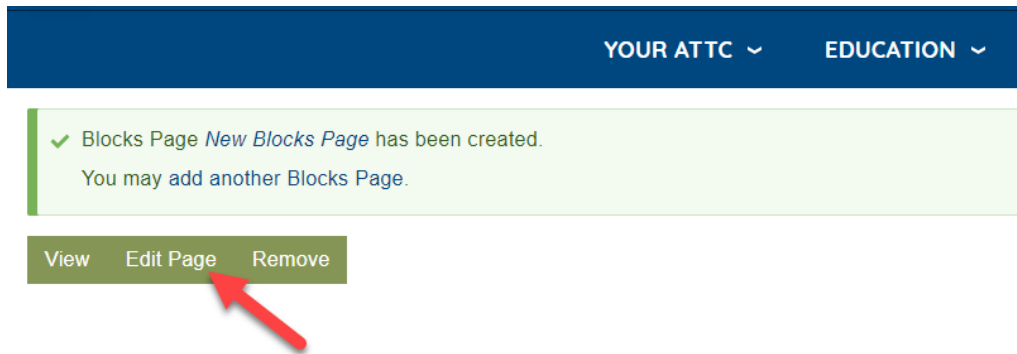 YOUR ATTC EDUCATION
Blocks Page New Blocks Page has been created.
You may add another Blocks Page.
View Edit Page Remove